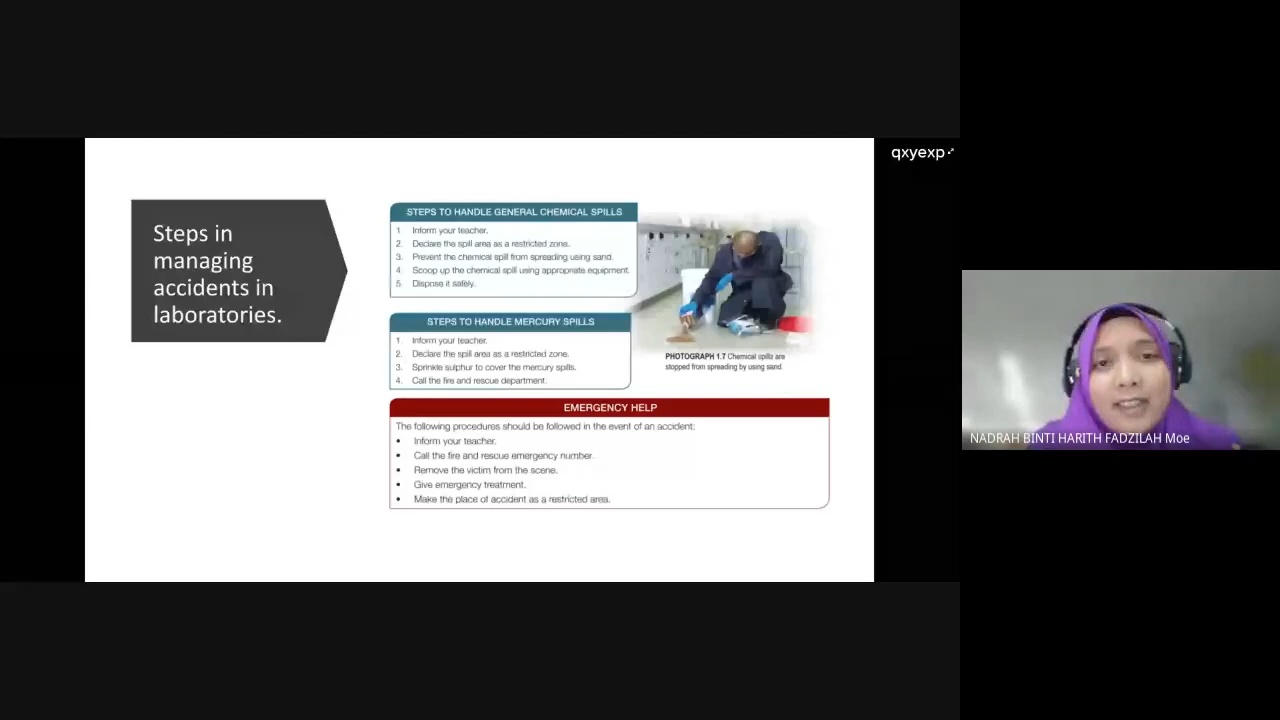 qxyexp
Steps in
managing
accidents in
laboratories.
STEPS TO HANDLE GENERAL CHEMICAL SPILLS
1. Inform your teacher.
2. Declare the spill area as a restricted zone.
3. Prevent the chemical spill from spreading using sand.
4. Scoop up the chemical spill using appropriate equipment.
5. Dispose it safely.
STEPS TO HANDLE MERCURY SPILLS
1. Inform your teacher.
2. Declare the spill area as a restricted zone.
3. Sprinkle sulphur to cover the mercury spills.
4. Call the fire and rescue department.
PHOTOGRAPH 1.7 Chemical spills are
stopped from spreading by using sand.
EMERGENCY HELP
The following procedures should be followed in the event of an accident:
• Inform your teacher.
• Call the fire and rescue emergency number.
• Remove the victim from the scene.
• Give emergency treatment.
• Make the place of accident as a restricted area.
NADRAH BINTI HARITH FADZILAH Moe